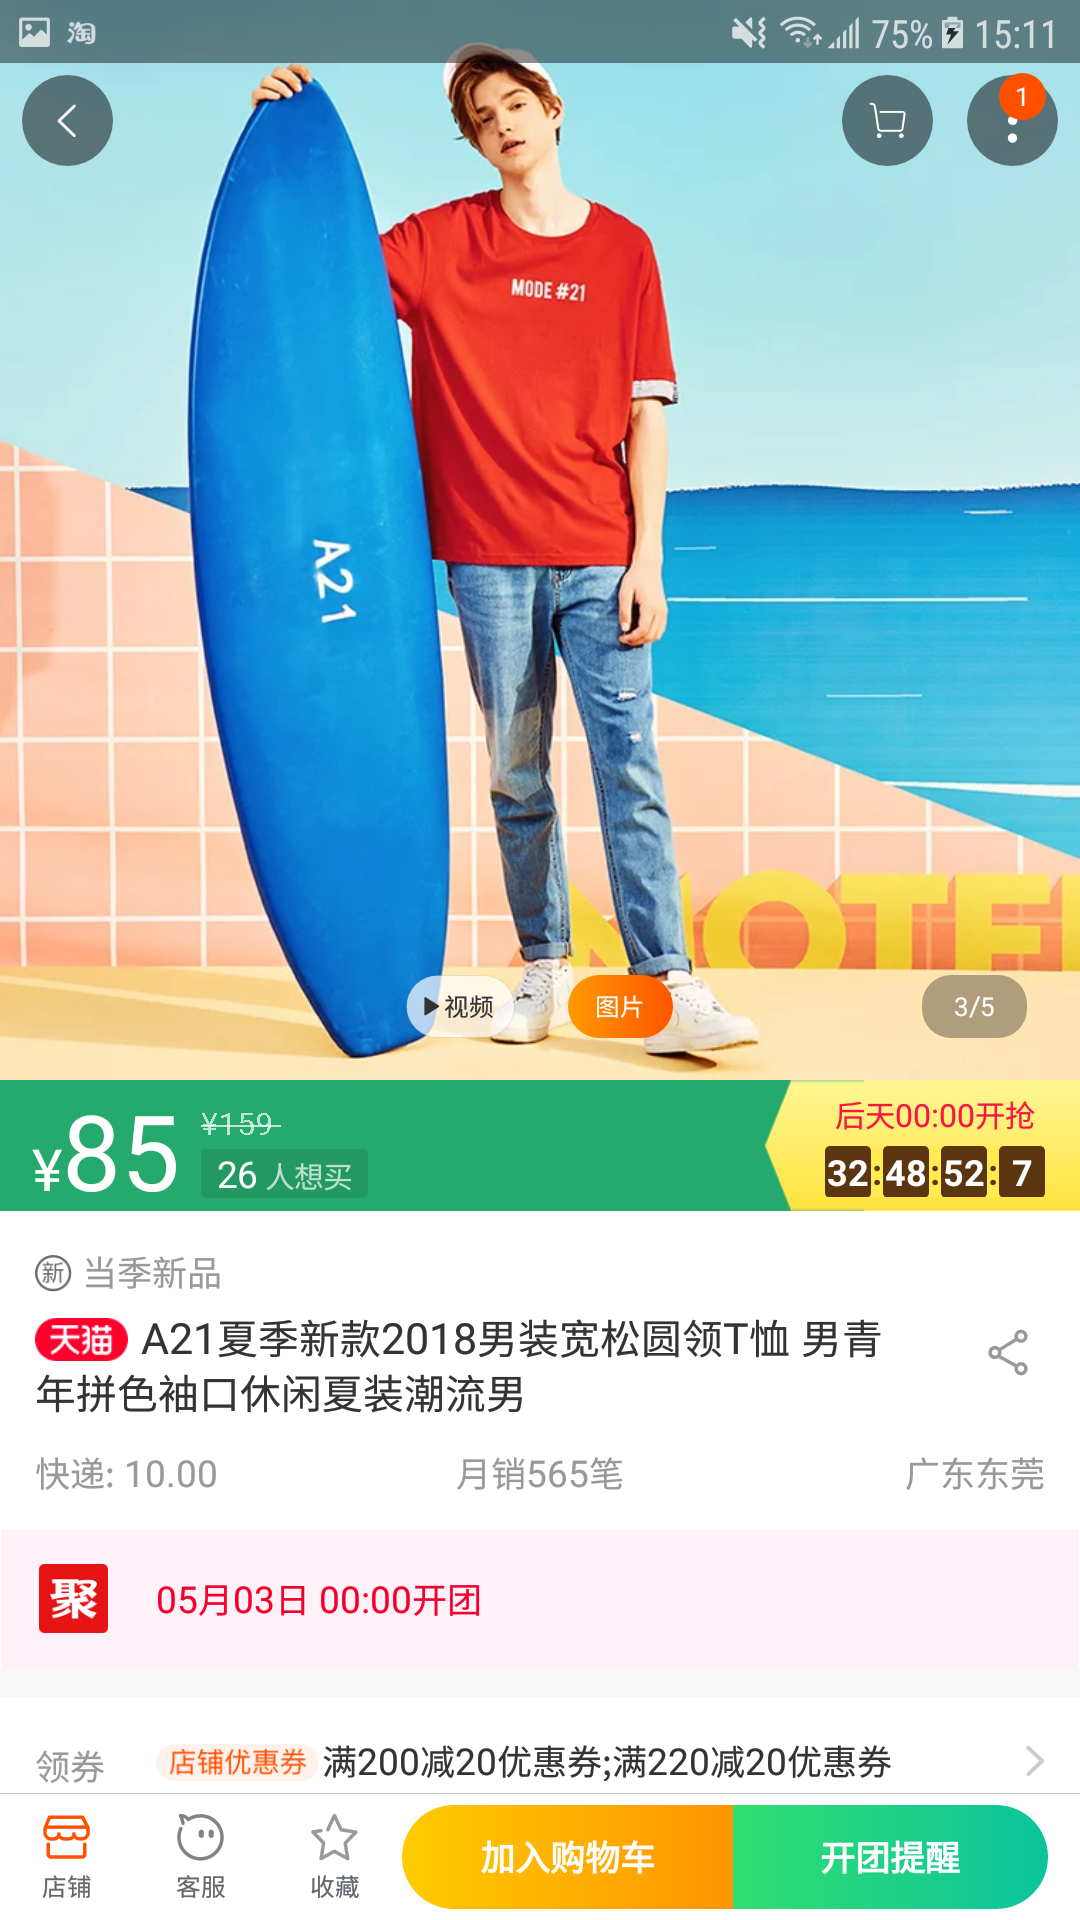 淘 75% 15:11
1
MODE #21
A21
NOTE
视频 图片 3/5
¥85 ¥159
26 人想买
后天00:00开抢
32:48:52:7
新 当季新品
天猫 A21夏季新款2018男装宽松圆领T恤 男青
年拼色袖口休闲夏装潮流男
快递: 10.00 月销565笔 广东东莞
聚 05月03日 00:00开团
领券 店铺优惠券 满200减20优惠券;满220减20优惠券
店铺 客服 收藏 加入购物车 开团提醒